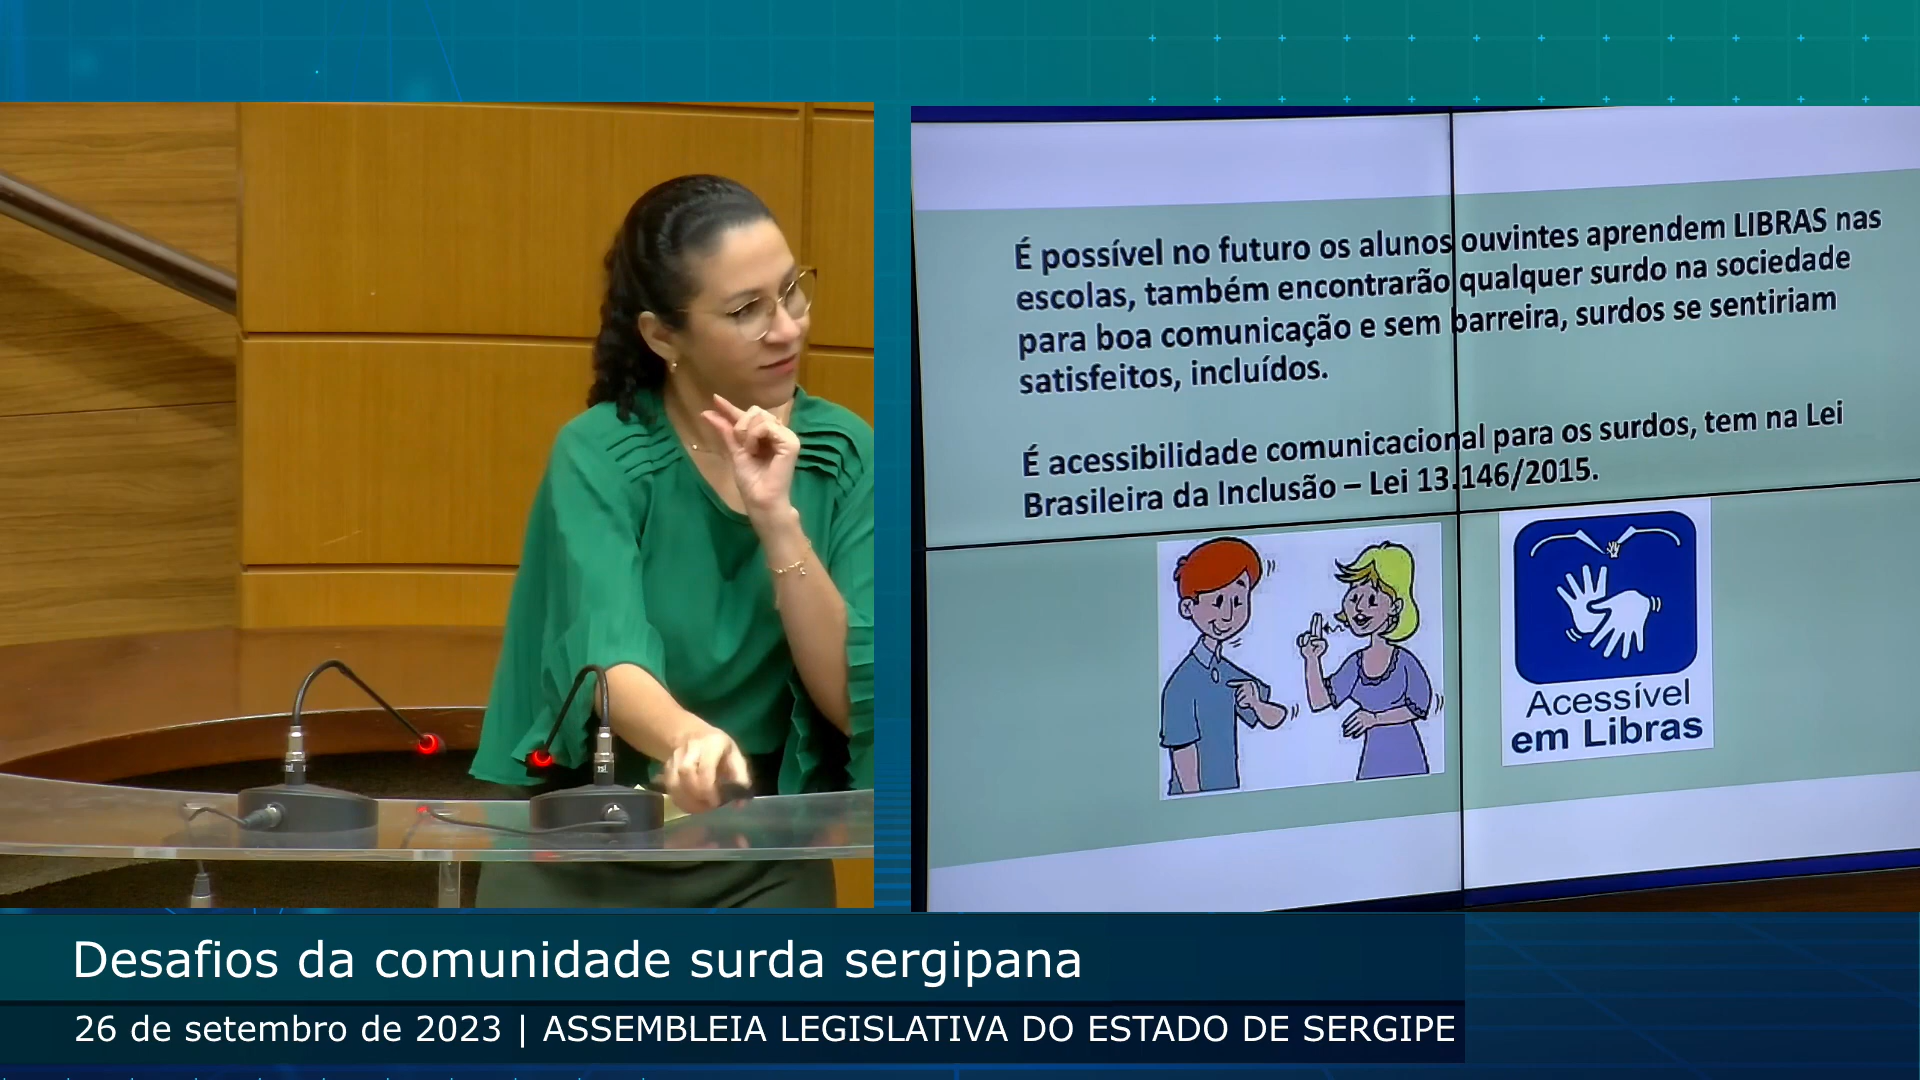 É possível no futuro os alunos ouvintes aprendem LIBRAS nas
escolas, também encontrarão qualquer surdo na sociedade
para boa comunicação e sem barreira, surdos se sentiriam
satisfeitos, incluídos.
É acessibilidade comunicacional para os surdos, tem na Lei
Brasileira da Inclusão – Lei 13.146/2015.
Acessível
em Libras
Desafios da comunidade surda sergipana
26 de setembro de 2023 | ASSEMBLEIA LEGISLATIVA DO ESTADO DE SERGIPE